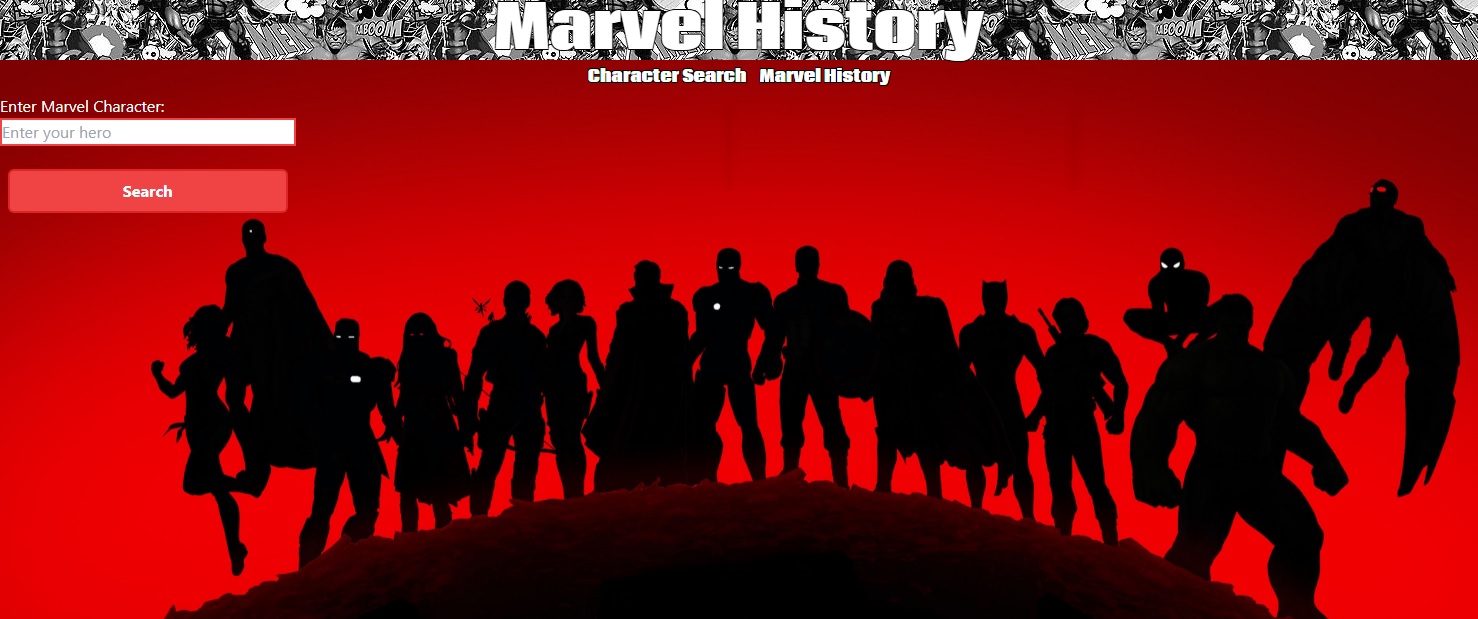 Marvel History
Character Search Marvel History
Enter Marvel Character:
Enter your hero
Search